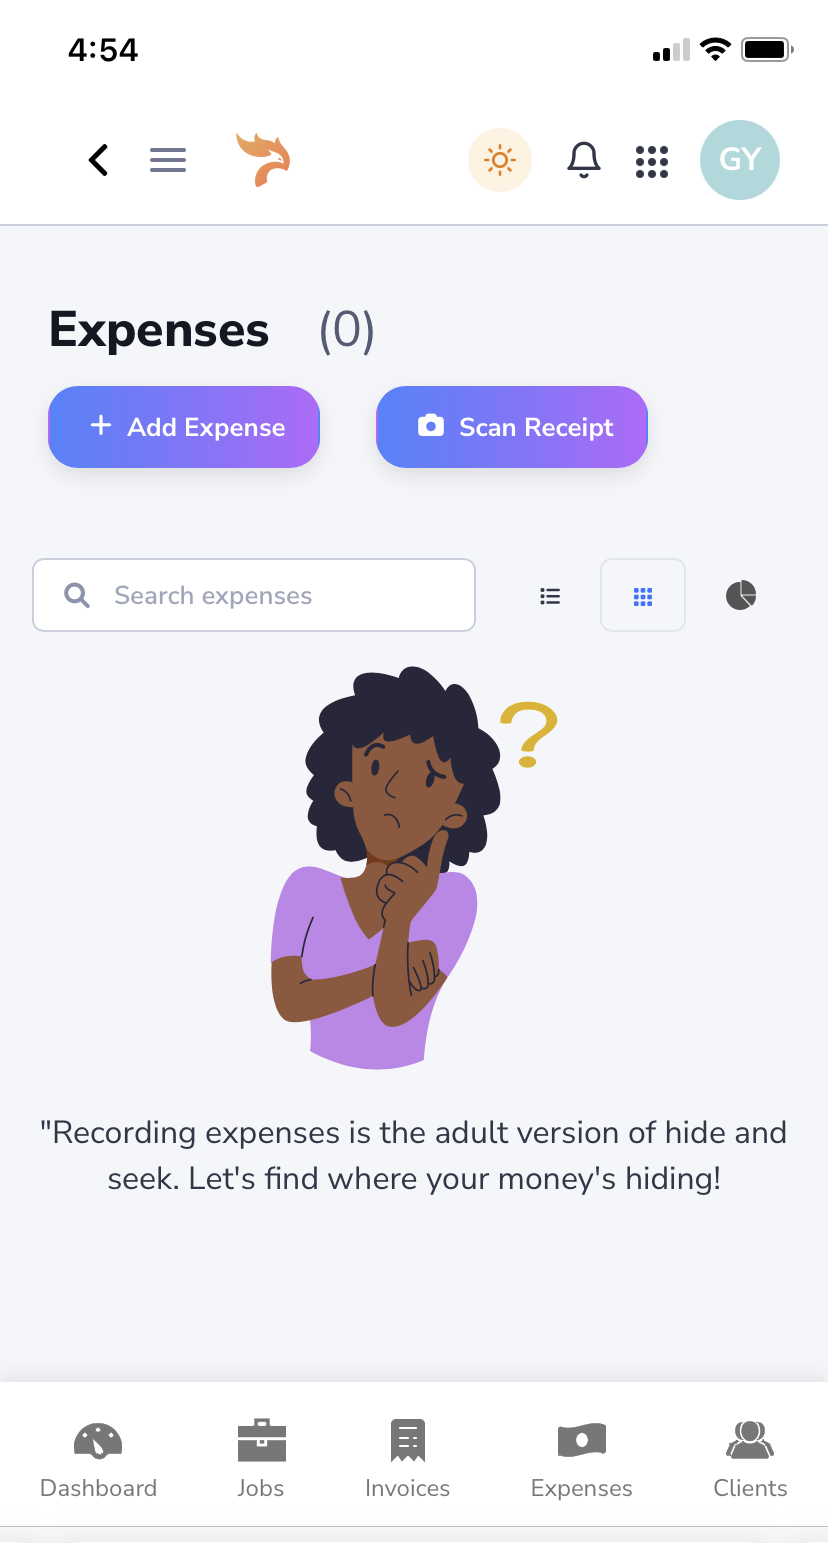 4:54
GY
Expenses (0)
+ Add Expense
Scan Receipt
Search expenses
?
"Recording expenses is the adult version of hide and
seek. Let's find where your money's hiding!
Dashboard Jobs Invoices Expenses Clients